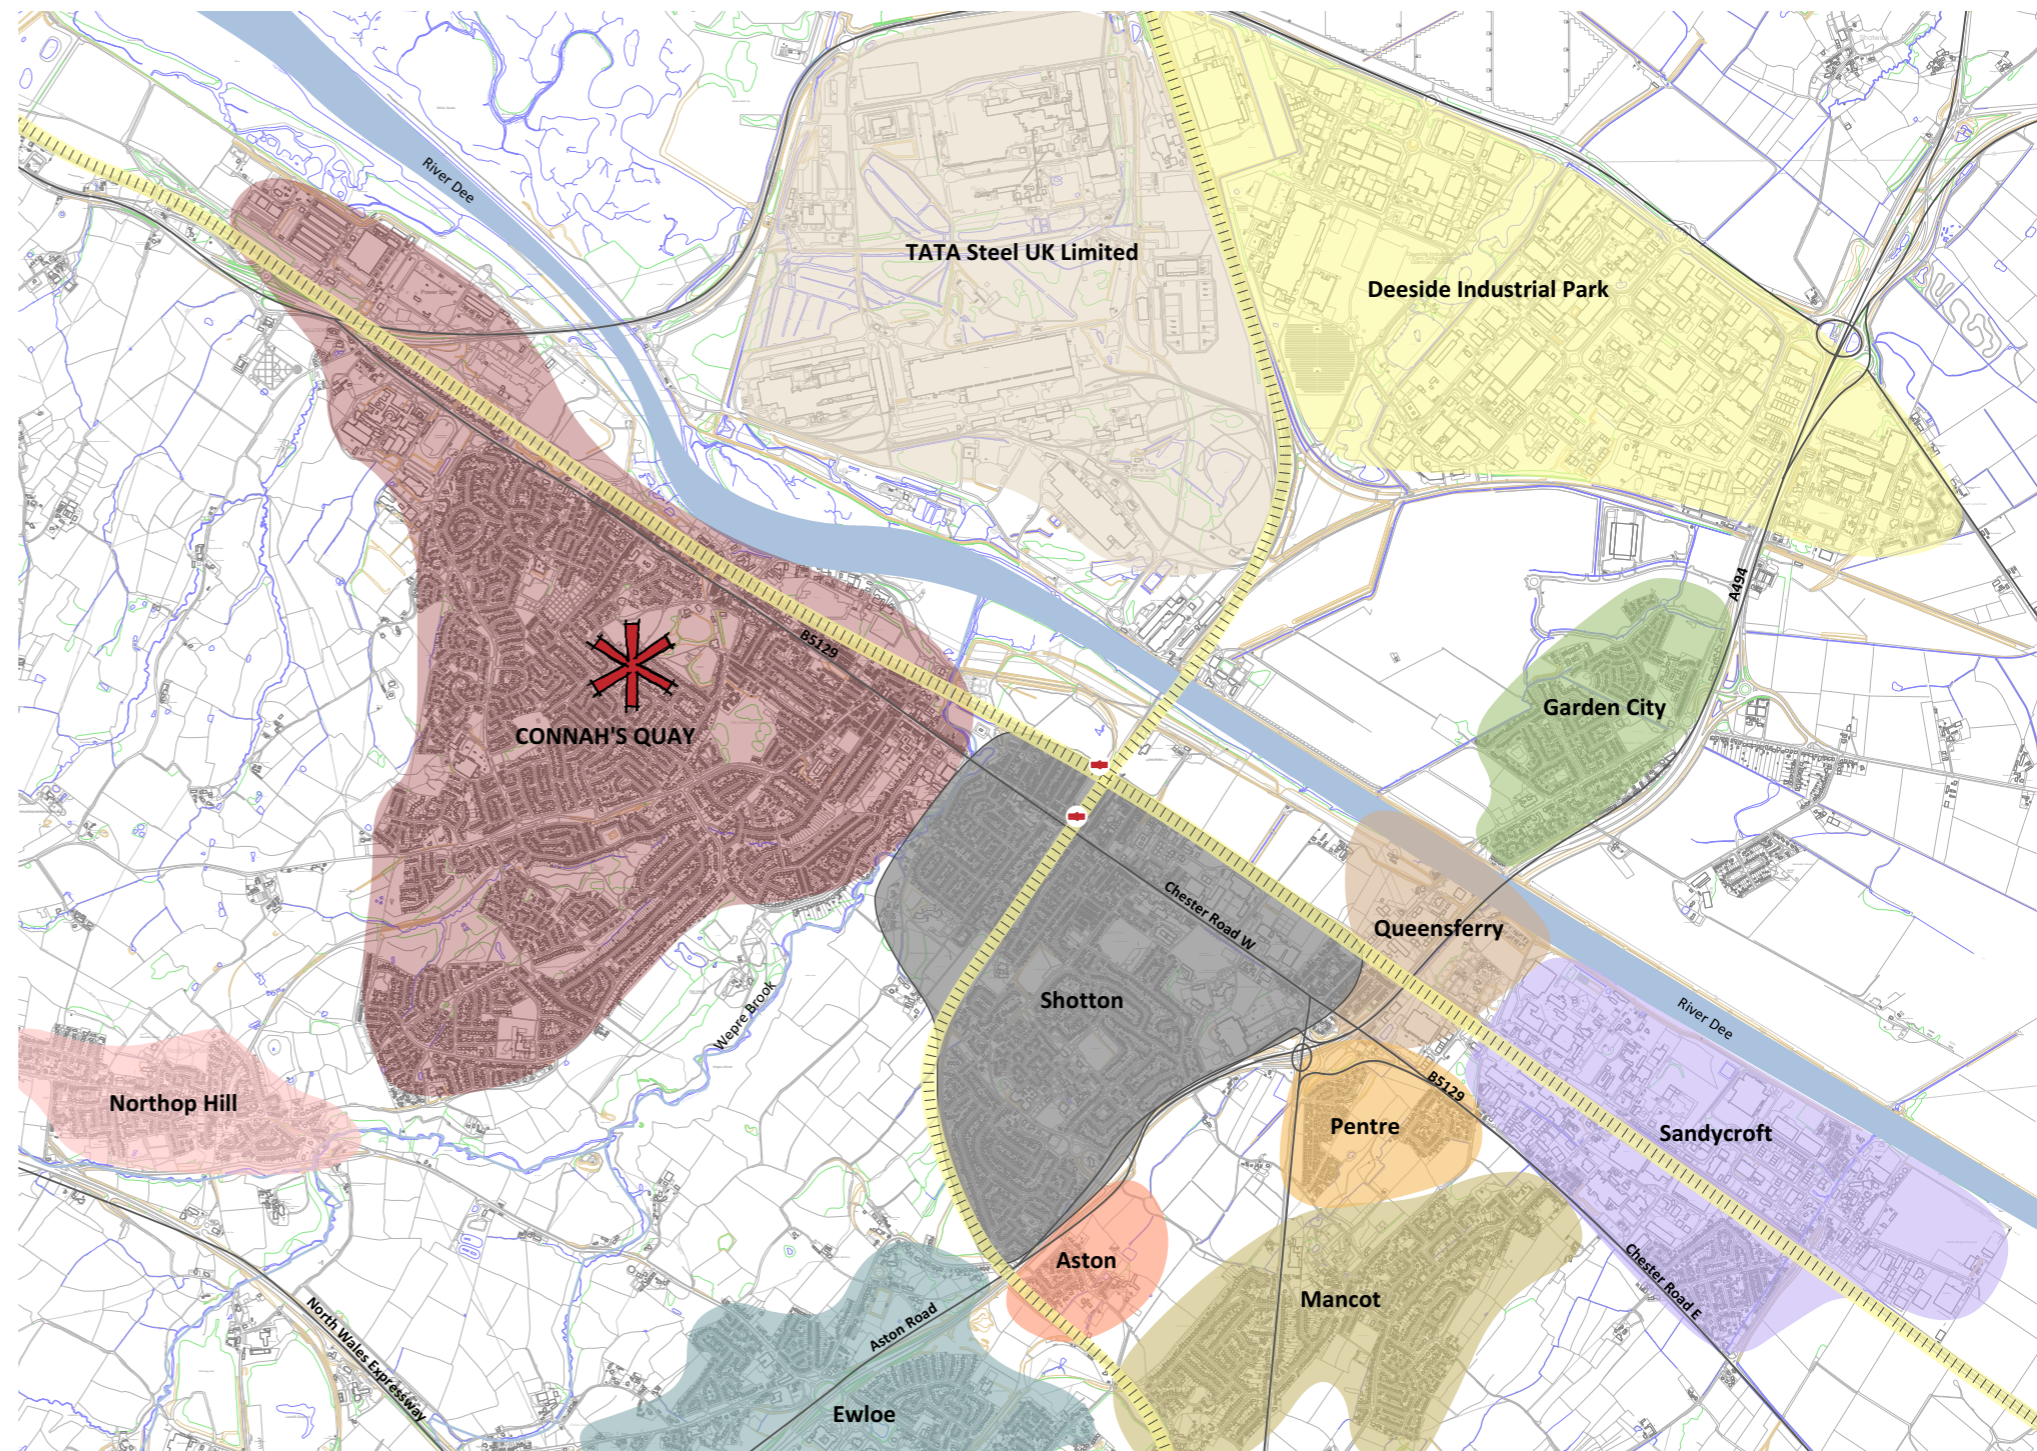 River Dee
TATA Steel UK Limited
Deeside Industrial Park
A494
B5129
Garden City
CONNAH'S QUAY
Chester Road W
Queensferry
Shotton
Wepre Brook
River Dee
Northop Hill
B5129
Pentre
Sandycroft
Aston
Chester Road E
Mancot
Aston Road
North Wales Expressway
Ewloe